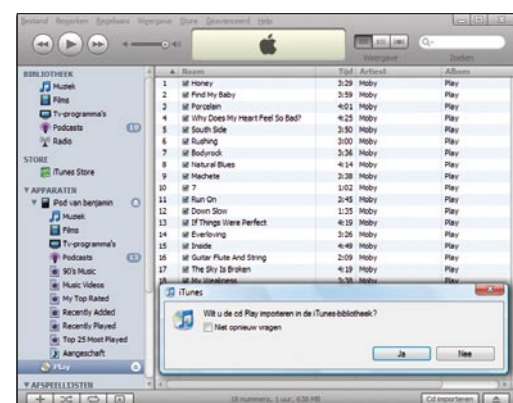 Bestand Bewerken Regelaars Weergave Store Geavanceerd Help
Weergave Zoeken
BIBLIOTHEEK
Muziek
Films
Tv-programma's
Podcasts
Radio
STORE
iTunes Store
APPARATEN
iPod van benjamin
Muziek
Films
Tv-programma's
Podcasts
90's Music
Music Videos
My Top Rated
Recently Added
Recently Played
Top 25 Most Played
Aangeschaft
Play
AFSPEELLIJSTEN
Naam Tijd Artiest Album
1 Honey 3:29 Moby Play
2 Find My Baby 3:59 Moby Play
3 Porcelain 4:01 Moby Play
4 Why Does My Heart Feel So Bad? 4:25 Moby Play
5 South Side 3:50 Moby Play
6 Rushing 3:00 Moby Play
7 Bodyrock 3:36 Moby Play
8 Natural Blues 4:14 Moby Play
9 Machete 3:38 Moby Play
10 7 1:02 Moby Play
11 Run On 3:45 Moby Play
12 Down Slow 1:35 Moby Play
13 If Things Were Perfect 4:19 Moby Play
14 Everloving 3:26 Moby Play
15 Inside 4:49 Moby Play
16 Guitar Flute And String 2:09 Moby Play
17 The Sky Is Broken 4:19 Moby Play
18 My Weakness 3:38 Moby Play
iTunes
Wilt u de cd Play importeren in de iTunes-bibliotheek?
Niet opnieuw vragen
Ja Nee
18 nummers, 1 uur, 638 MB
Cd importeren